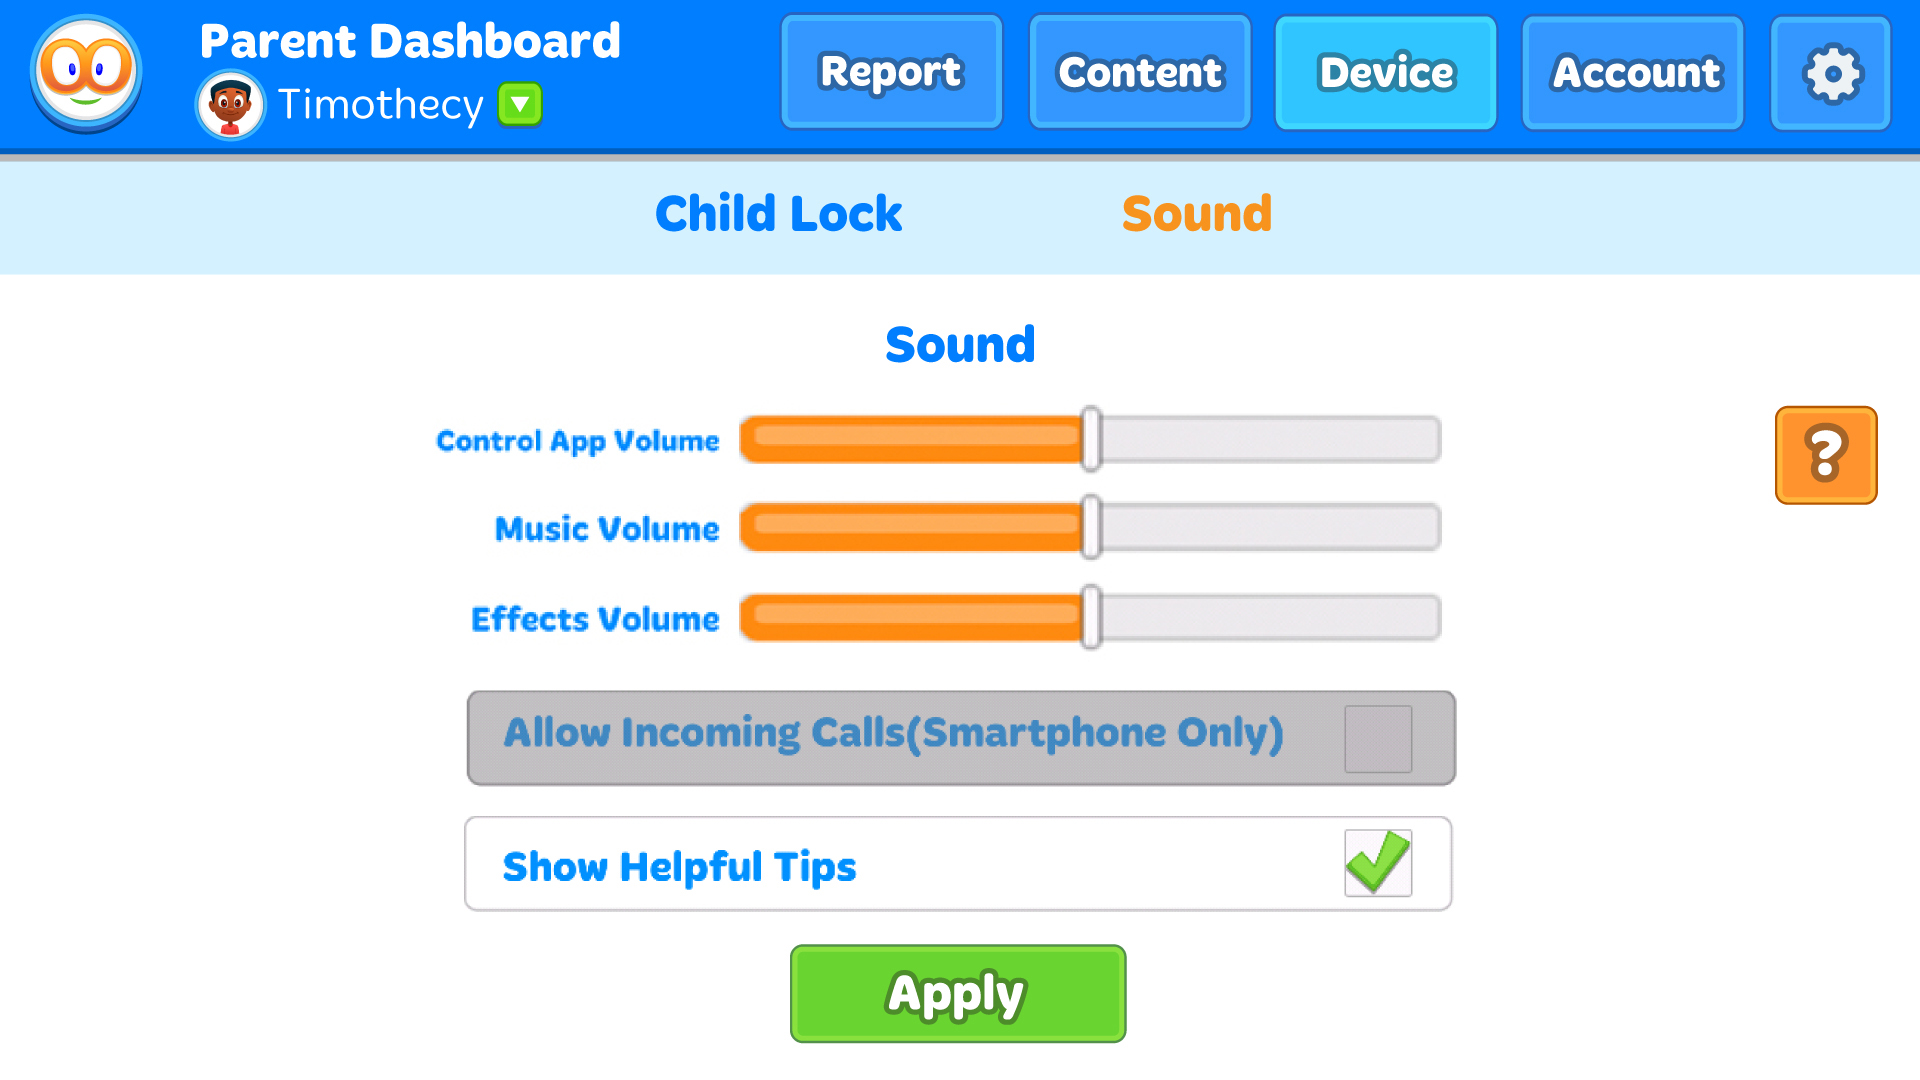 Parent Dashboard
Timothecy
Report
Content
Device
Account
Child Lock
Sound
Sound
Control App Volume
Music Volume
Effects Volume
?
Allow Incoming Calls(Smartphone Only)
Show Helpful Tips
Apply